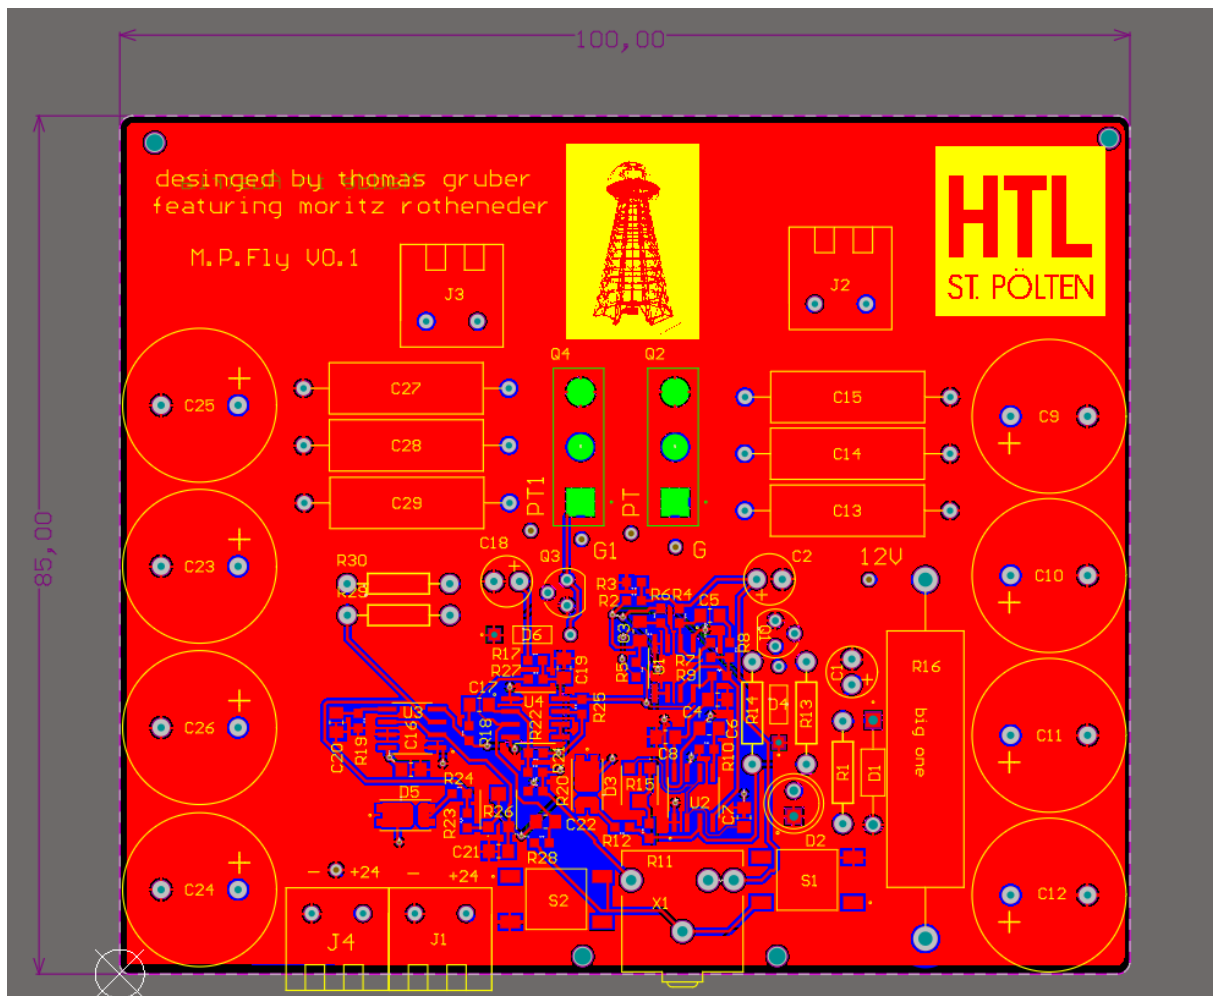 100,00
desinged by thomas gruber
featuring moritz rotheneder
M.P.Fly V0.1
HTL
ST. PÖLTEN
J3
J2
Q4
Q2
C25
C27
C15
C9
C28
C14
C29
C13
PT1
PT
G1
G
85,00
C23
R30
R29
C18
Q3
R3
R2
R6
R4
C5
C2
12V
C10
D6
R17
R27
C19
R5
R7
R9
R8
C1
R16
big one
C17
U4
R25
R14
D4
R13
C26
C20
R19
C16
R18
R22
C4
C6
C8
R10
C11
R24
R21
R20
D3
R15
U2
R1
D1
D5
R23
R26
C22
R12
C7
D2
C21
R28
R11
C24
- +24
- +24
S2
X1
S1
C12
J4
J1